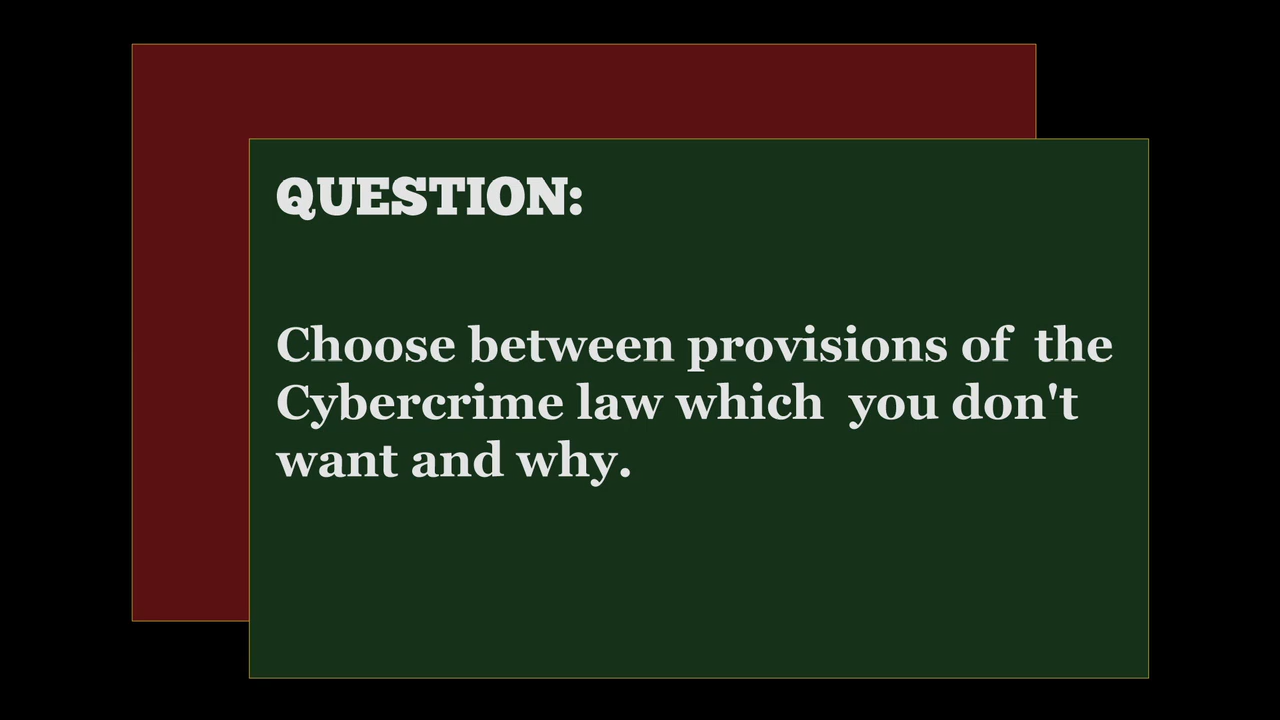 QUESTION:
Choose between provisions of  the
Cybercrime law which  you don't
want and why.